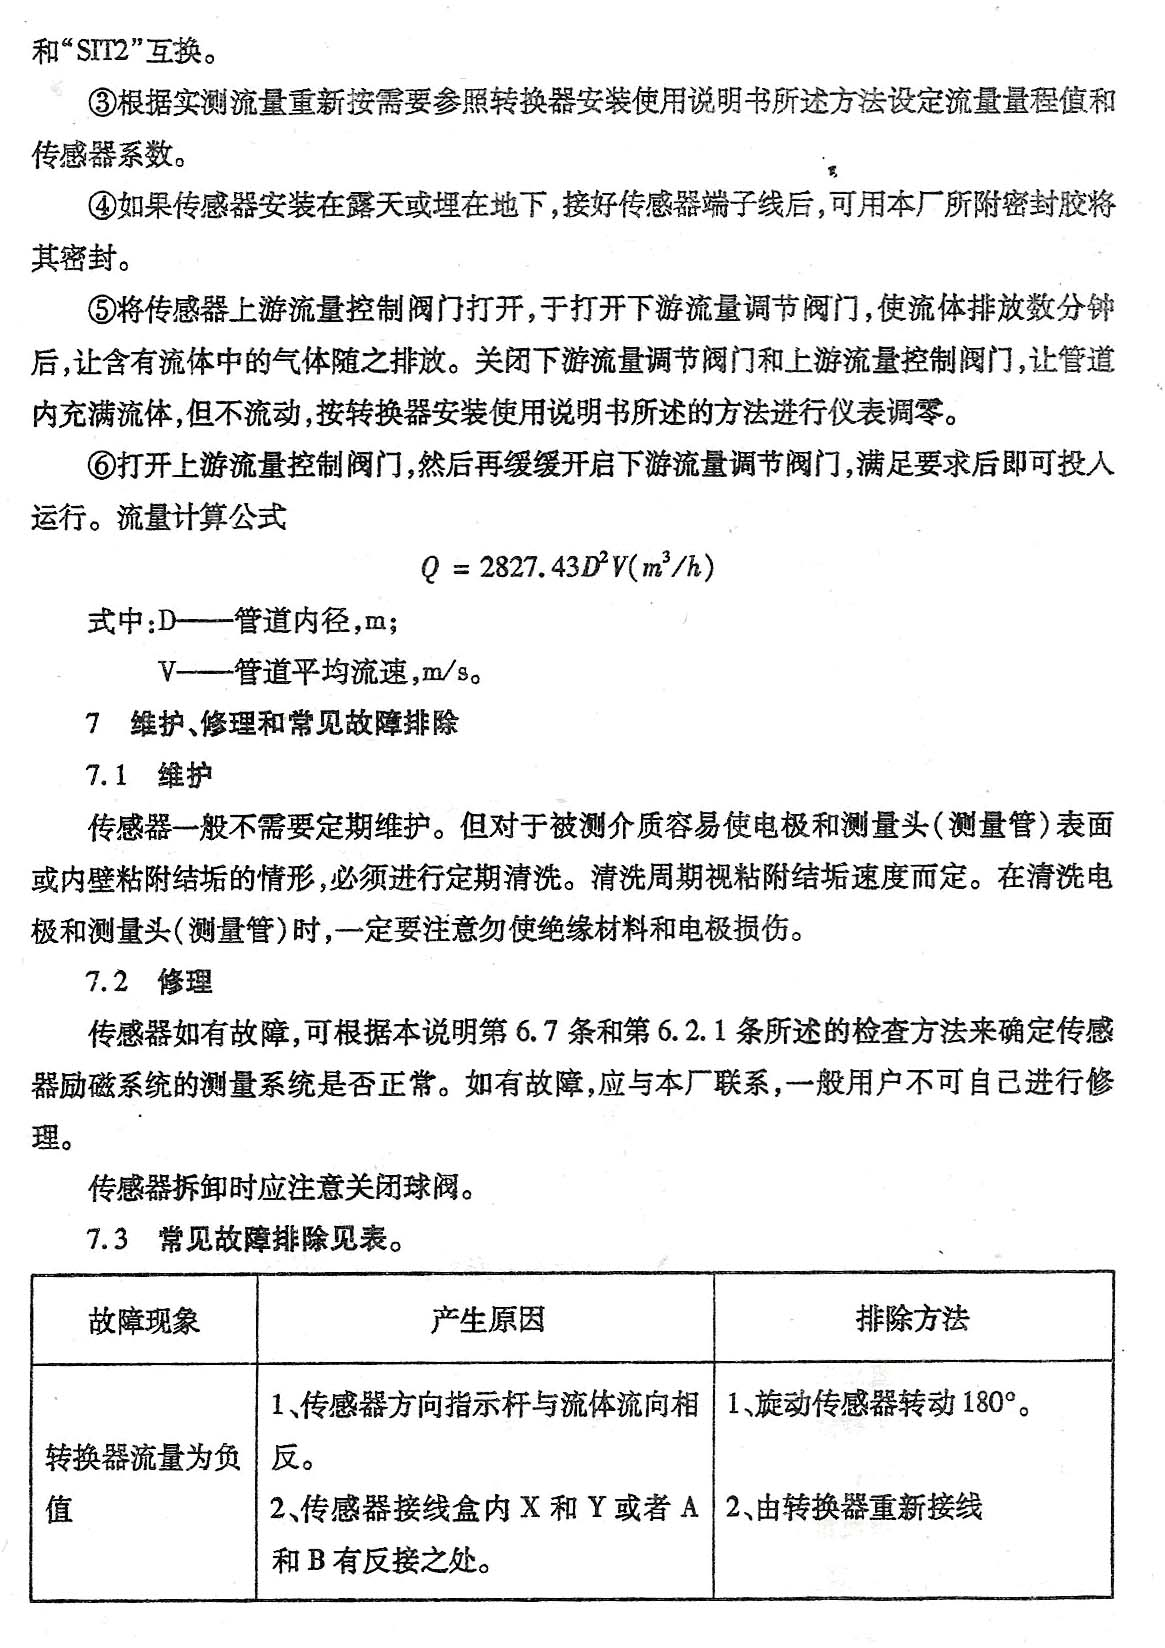 和“SIT2”互换。
③根据实测流量重新按需要参照转换器安装使用说明书所述方法设定流量量程值和
传感器系数。
④如果传感器安装在露天或埋在地下,接好传感器端子线后,可用本厂所附密封胶将
其密封。
⑤将传感器上游流量控制阀门打开,于打开下游流量调节阀门,使流体排放数分钟
后,让含有流体中的气体随之排放。关闭下游流量调节阀门和上游流量控制阀门,让管道
内充满流体,但不流动,按转换器安装使用说明书所述的方法进行仪表调零。
⑥打开上游流量控制阀门,然后再缓缓开启下游流量调节阀门,满足要求后即可投人
运行。流量计算公式
Q = 2827.43D²V(m³/h)
式中:D——管道内径,m;
V——管道平均流速,m/s。
7 维护、修理和常见故障排除
7.1 维护
传感器一般不需要定期维护。但对于被测介质容易使电极和测量头(测量管)表面
或内壁粘附结垢的情形,必须进行定期清洗。清洗周期视粘附结垢速度而定。在清洗电
极和测量头(测量管)时,一定要注意勿使绝缘材料和电极损伤。
7.2 修理
传感器如有故障,可根据本说明第 6.7 条和第 6.2.1 条所述的检查方法来确定传感
器励磁系统的测量系统是否正常。如有故障,应与本厂联系,一般用户不可自己进行修
理。
传感器拆卸时应注意关闭球阀。
7.3 常见故障排除见表。
故障现象 产生原因 排除方法
转换器流量为负
值
1、传感器方向指示杆与流体流向相
反。
2、传感器接线盒内 X 和 Y 或者 A
和 B 有反接之处。
1、旋动传感器转动 180°。
2、由转换器重新接线